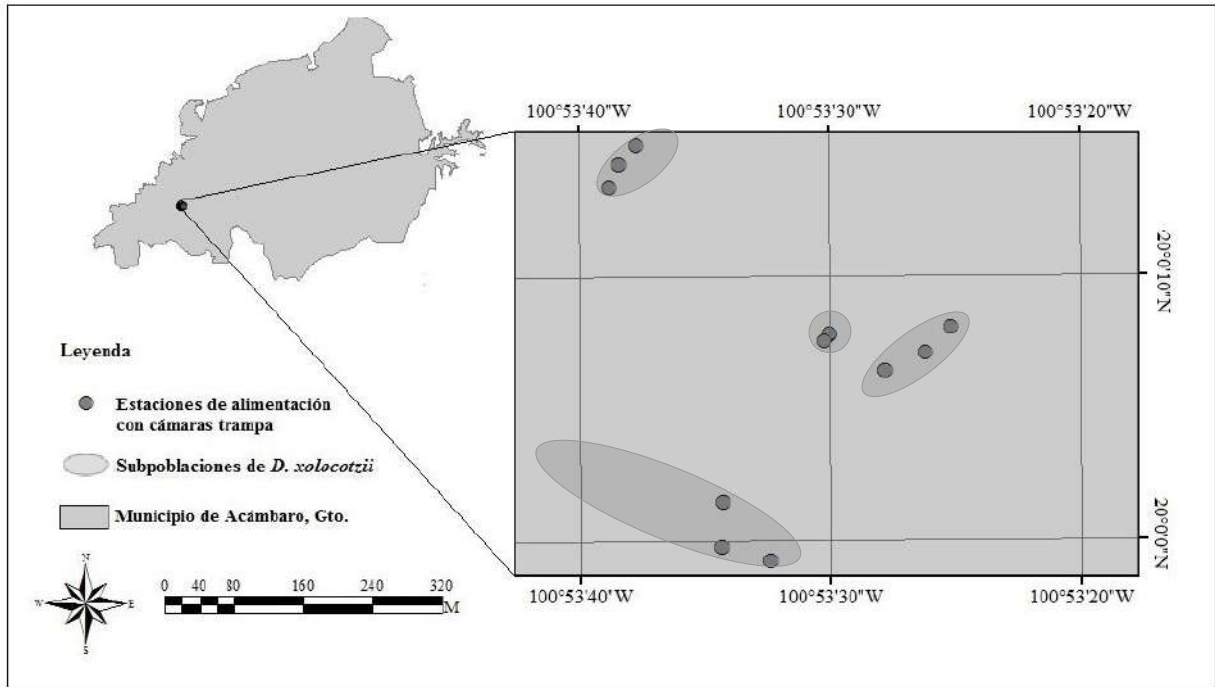 100°53'40"W
100°53'30"W
100°53'20"W
20°0'10"N
Leyenda
Estaciones de alimentación
con cámaras trampa
Subpoblaciones de D. xolocotzii
Municipio de Acámbaro, Gto.
20°0'0"N
N
W
E
S
0 40 80 160 240 320
M
100°53'40"W
100°53'30"W
100°53'20"W